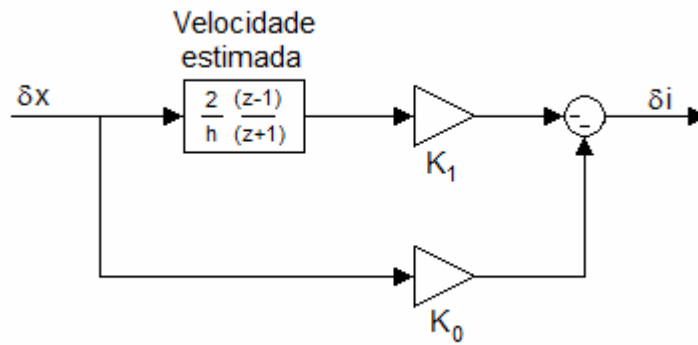 Velocidade
estimada
δx
2 (z-1)
h (z+1)
K₁
- -
δi
K₀